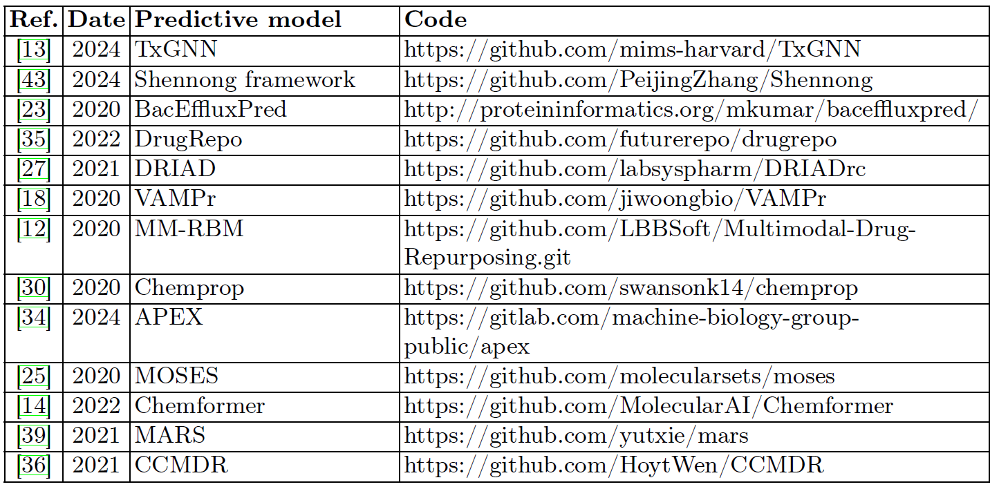 Ref. Date Predictive model Code
[13] 2024 TxGNN https://github.com/mims-harvard/TxGNN
[43] 2024 Shennong framework https://github.com/PeijingZhang/Shennong
[23] 2020 BacEffluxPred http://proteininformatics.org/mkumar/baceffluxpred/
[35] 2022 DrugRepo https://github.com/futurerepo/drugrepo
[27] 2021 DRIAD https://github.com/labsyspharm/DRIADrc
[18] 2020 VAMPr https://github.com/jiwoongbio/VAMPr
[12] 2020 MM-RBM https://github.com/LBBSoft/Multimodal-Drug-
Repurposing.git
[30] 2020 Chemprop https://github.com/swansonk14/chemprop
[34] 2024 APEX https://gitlab.com/machine-biology-group-
public/apex
[25] 2020 MOSES https://github.com/molecularsets/moses
[14] 2022 Chemformer https://github.com/MolecularAI/Chemformer
[39] 2021 MARS https://github.com/yutxie/mars
[36] 2021 CCMDR https://github.com/HoytWen/CCMDR